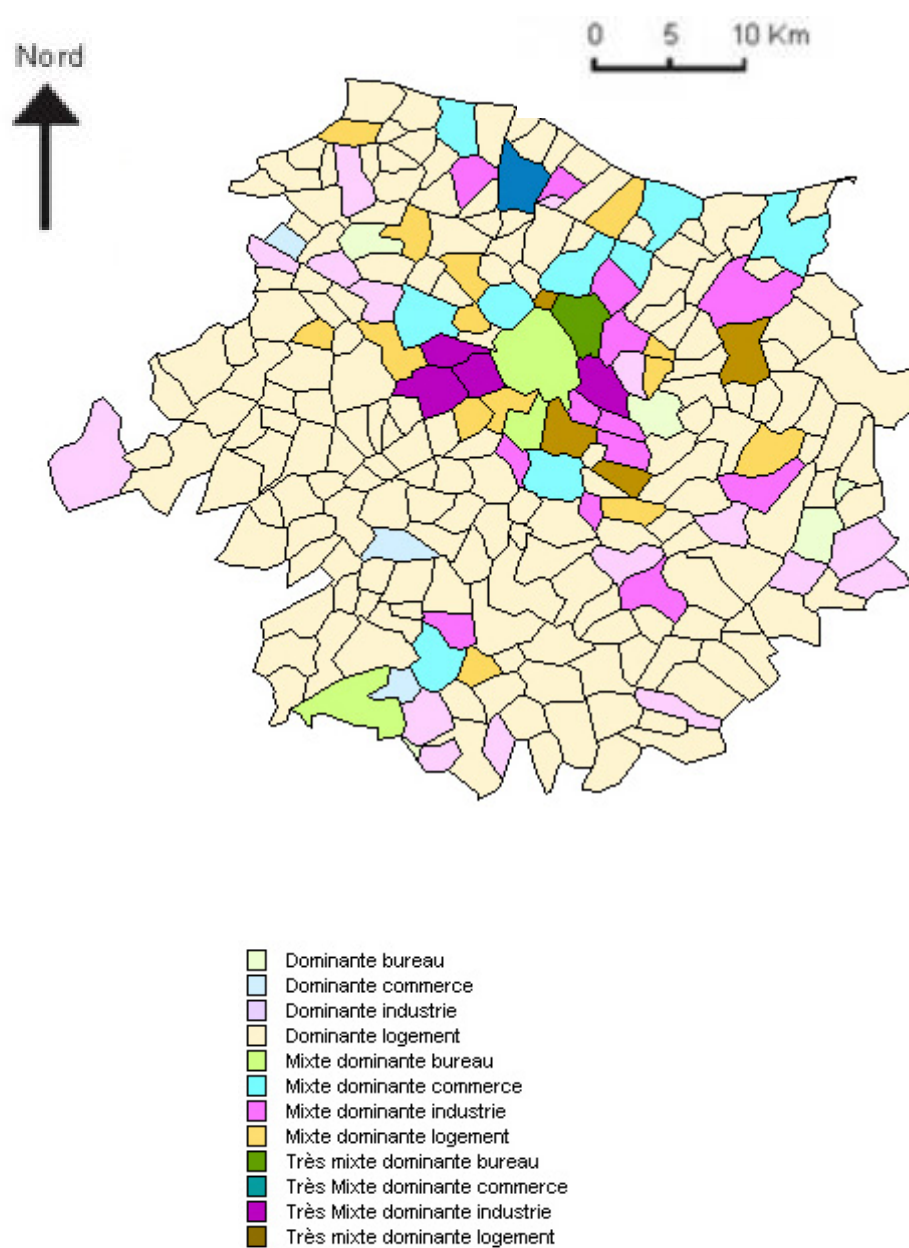 0 5 10 Km
Nord
Dominante bureau
Dominante commerce
Dominante industrie
Dominante logement
Mixte dominante bureau
Mixte dominante commerce
Mixte dominante industrie
Mixte dominante logement
Très mixte dominante bureau
Très Mixte dominante commerce
Très Mixte dominante industrie
Très mixte dominante logement